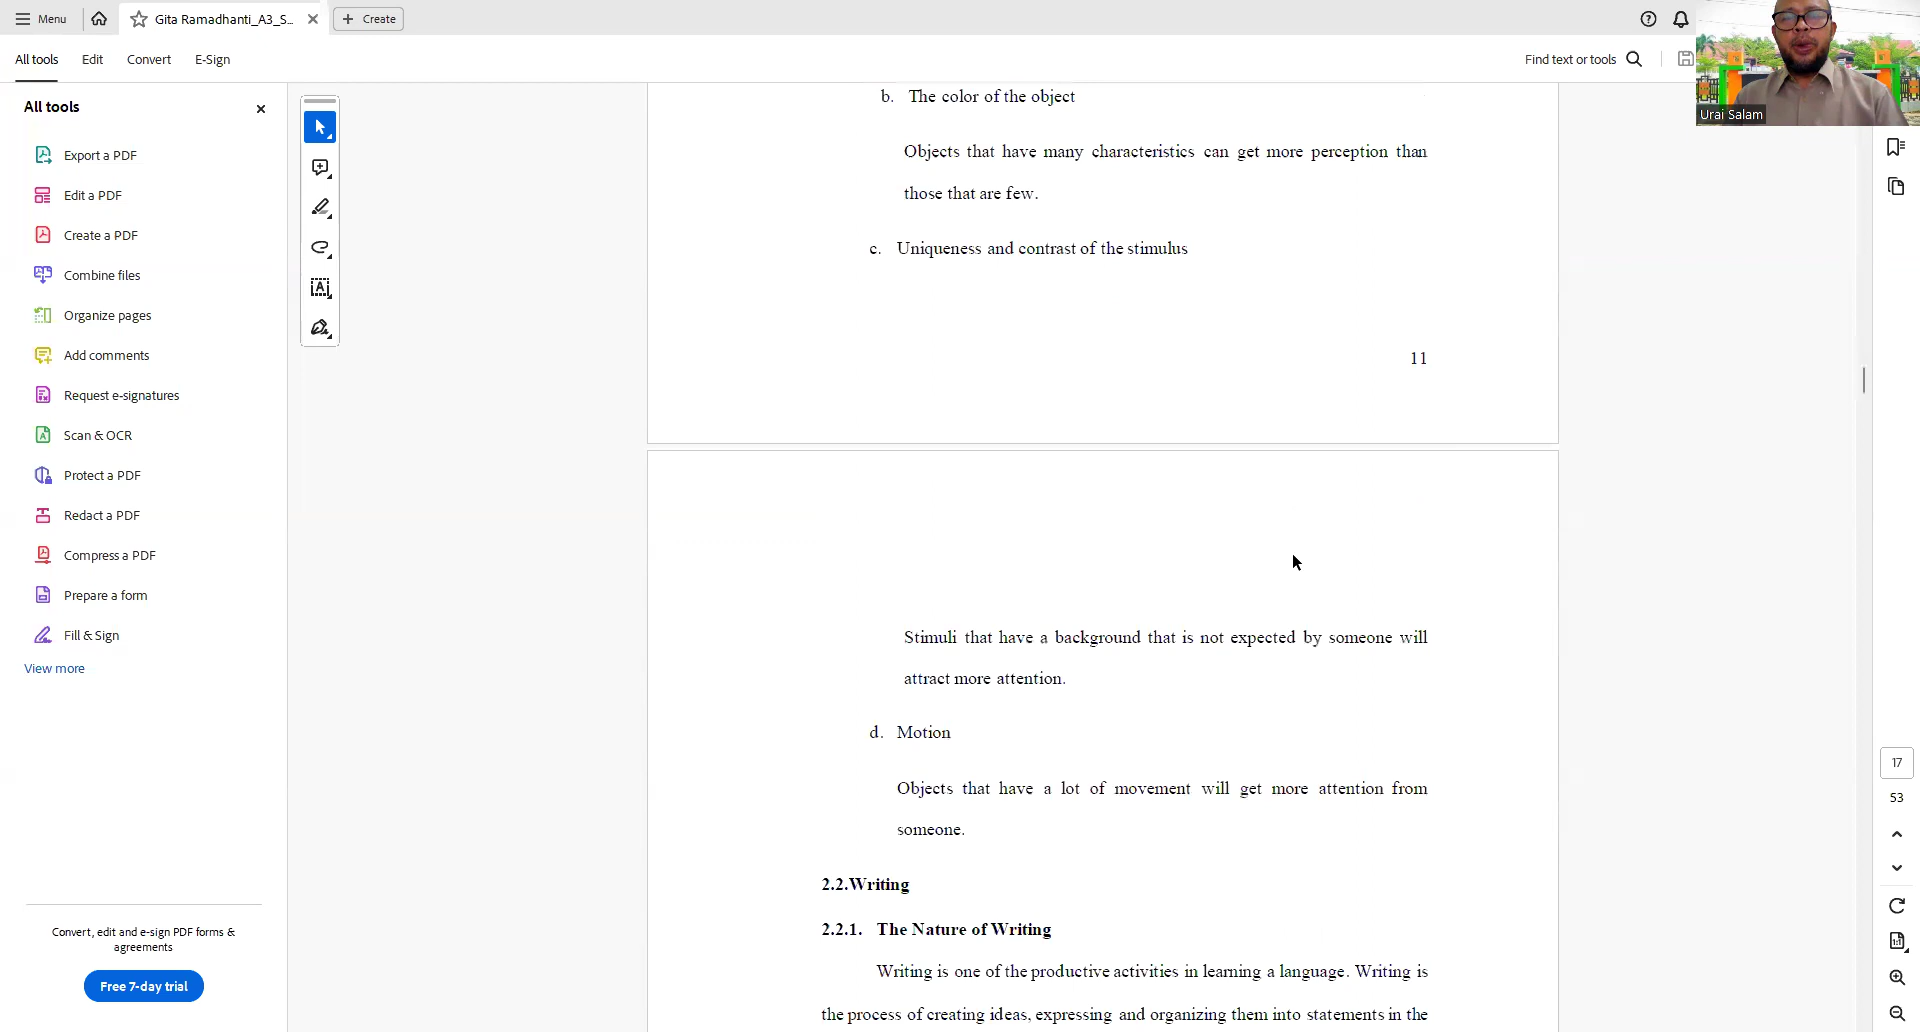 Menu
Gita Ramadhanti_A3_S...
Create
All tools
Edit
Convert
E-Sign
Find text or tools
Urai Salam
All tools
Export a PDF
Edit a PDF
Create a PDF
Combine files
Organize pages
Add comments
Request e-signatures
Scan & OCR
Protect a PDF
Redact a PDF
Compress a PDF
Prepare a form
Fill & Sign
View more
Convert, edit and e-sign PDF forms &
agreements
Free 7-day trial
b. The color of the object
Objects that have many characteristics can get more perception than
those that are few.
c. Uniqueness and contrast of the stimulus
11
Stimuli that have a background that is not expected by someone will
attract more attention.
d. Motion
Objects that have a lot of movement will get more attention from
someone.
2.2.Writing
2.2.1. The Nature of Writing
Writing is one of the productive activities in learning a language. Writing is
the process of creating ideas, expressing and organizing them into statements in the
17
53